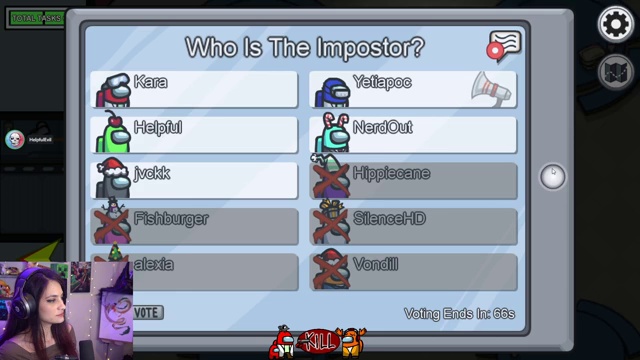 TOTAL TASKS
Who Is The Impostor?
Kara
Yetiapoc
Helpful
NerdOut
HelpfulEvil
jvckk
Hippiecane
Fishburger
SilenceHD
alexia
Vondill
VOTE
Voting Ends In: 66s
KILL